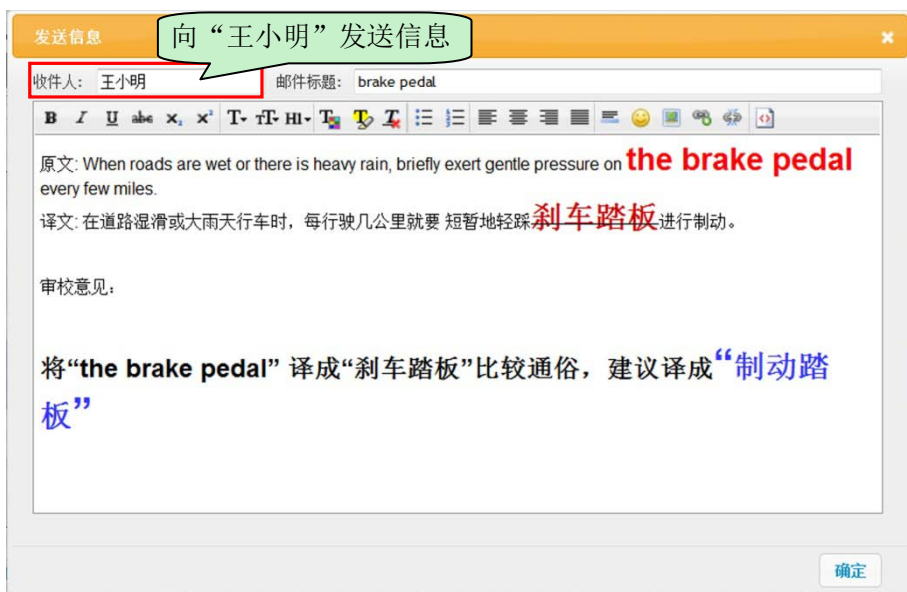 发送信息
向“王小明”发送信息
收件人: 王小明 邮件标题: brake pedal
B I U abc x₂ x² T rT H1 T T T
原文: When roads are wet or there is heavy rain, briefly exert gentle pressure on the brake pedal
every few miles.
译文: 在道路湿滑或大雨天行车时，每行驶几公里就要 短暂地轻踩刹车踏板进行制动。
审校意见：
将“the brake pedal” 译成“刹车踏板”比较通俗，建议译成“制动踏
板”
确定